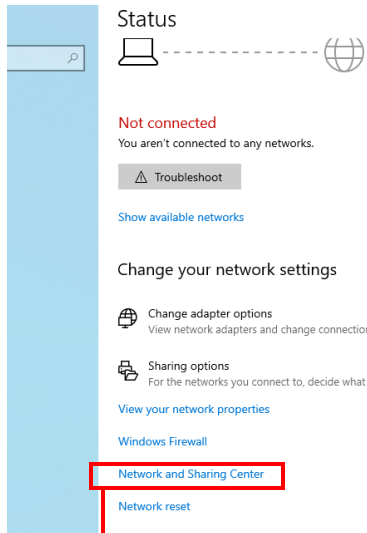 Status
Not connected
You aren't connected to any networks.
Troubleshoot
Show available networks
Change your network settings
Change adapter options
View network adapters and change connection
Sharing options
For the networks you connect to, decide what
View your network properties
Windows Firewall
Network and Sharing Center
Network reset